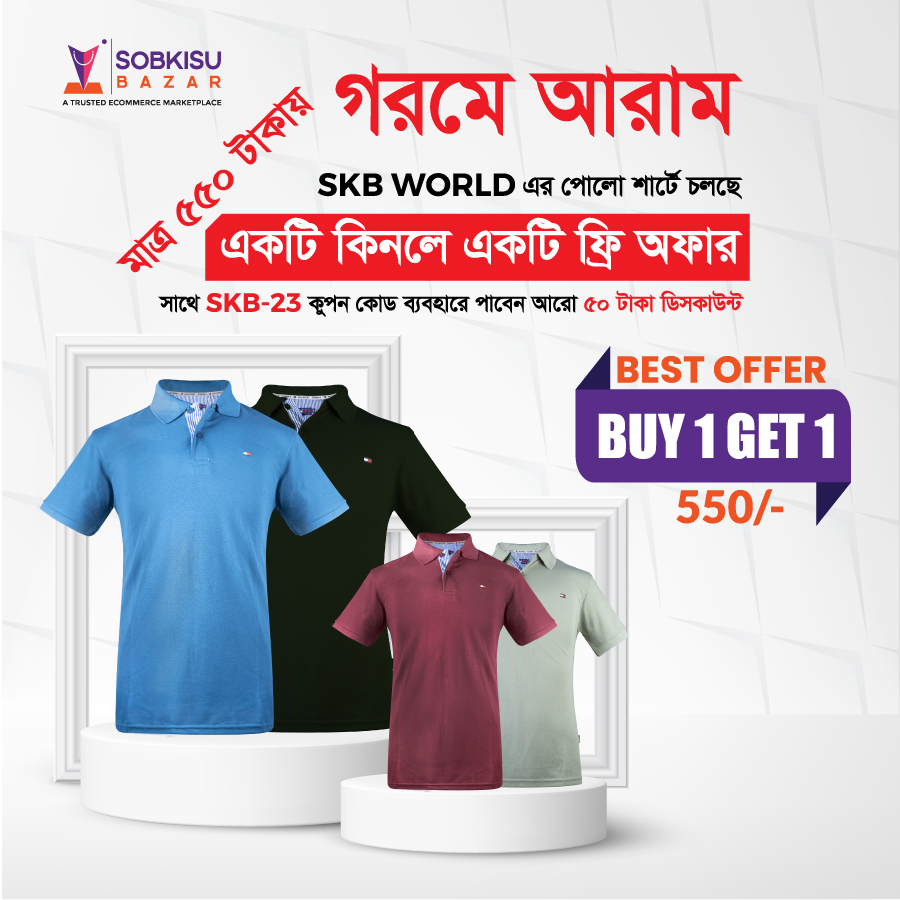 SOBKISU
BAZAR
A TRUSTED ECOMMERCE MARKETPLACE
মাত্র ৫৫০ টাকায়
গরমে আরাম
SKB WORLD এর পোলো শার্টে চলছে
একটি কিনলে একটি ফ্রি অফার
সাথে SKB-23 কুপন কোড ব্যবহারে পাবেন আরো ৫০ টাকা ডিসকাউন্ট
BEST OFFER
BUY 1 GET 1
550/-